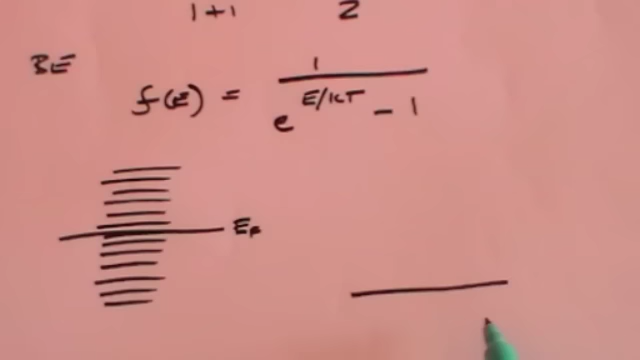 1+1 2
BE
f(E) = 1 / e^E/kT - 1
E_F